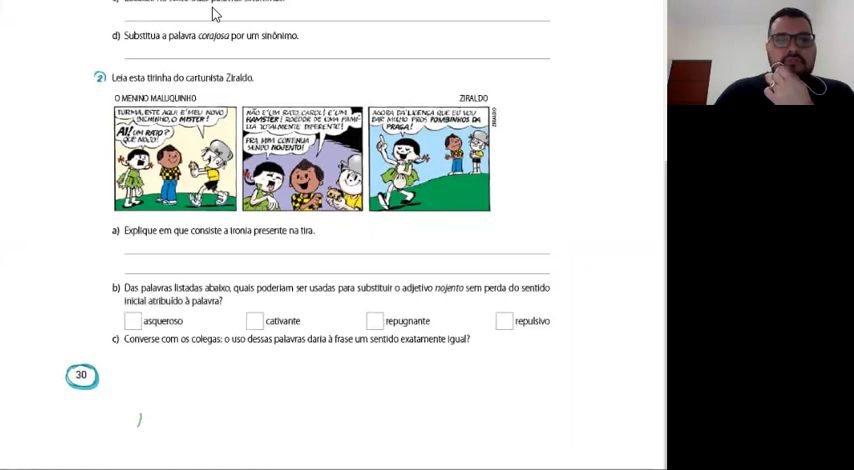 d) Substitua a palavra corajosa por um sinônimo.
2 Leia esta tirinha do cartunista Ziraldo.
O MENINO MALUQUINHO ZIRALDO
TURMA, ESTE AQUI É MEU NOVO
BICHINHO, O MISTER!
AI! UM RATO?
QUE NOJO!
NÃO É UM RATO, CAROL! É UM
HAMSTER! ROEDOR DE UMA FAMÍ-
LIA TOTALMENTE DIFERENTE!
PRA MIM CONTINUA
SENDO NOJENTO!
AGORA DÁ LICENÇA QUE EU VOU
DAR MILHO PROS POMBINHOS DA
PRAÇA!
ZIRALDO
a) Explique em que consiste a ironia presente na tira.
b) Das palavras listadas abaixo, quais poderiam ser usadas para substituir o adjetivo nojento sem perda do sentido
inicial atribuído à palavra?
asqueroso cativante repugnante repulsivo
c) Converse com os colegas: o uso dessas palavras daria à frase um sentido exatamente igual?
30